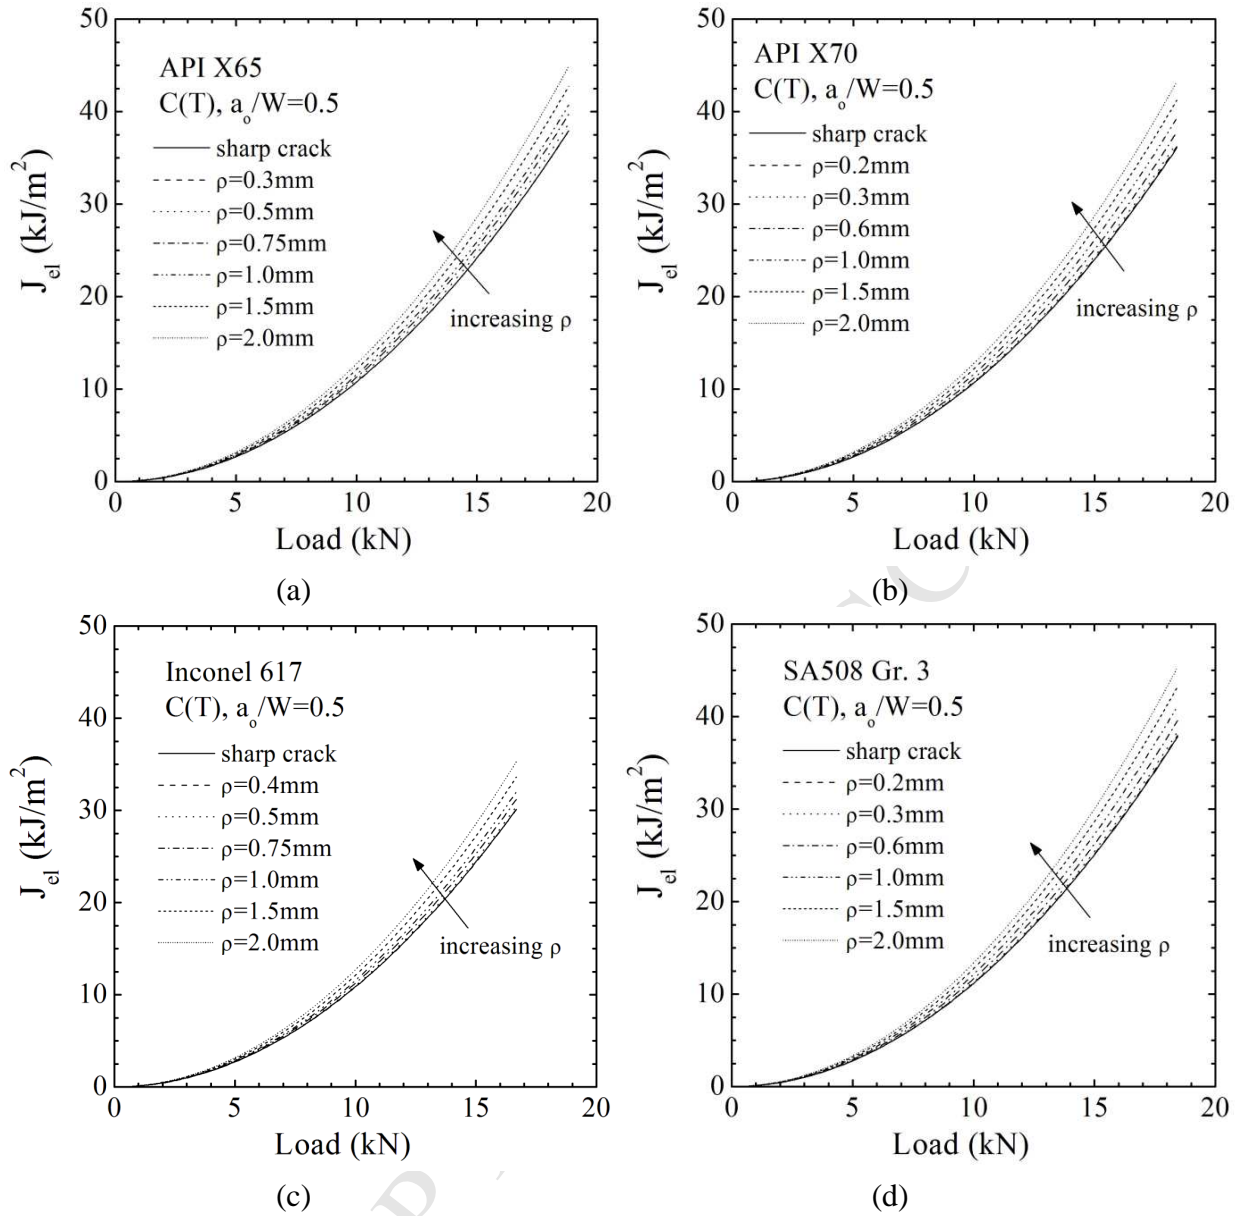 API X65
C(T), aₒ/W=0.5
sharp crack
ρ=0.3mm
ρ=0.5mm
ρ=0.75mm
ρ=1.0mm
ρ=1.5mm
ρ=2.0mm
increasing ρ
50
40
30
20
10
0
0 5 10 15 20
J_el (kJ/m²)
Load (kN)
(a)
API X70
C(T), aₒ/W=0.5
sharp crack
ρ=0.2mm
ρ=0.3mm
ρ=0.6mm
ρ=1.0mm
ρ=1.5mm
ρ=2.0mm
increasing ρ
50
40
30
20
10
0
0 5 10 15 20
J_el (kJ/m²)
Load (kN)
(b)
Inconel 617
C(T), aₒ/W=0.5
sharp crack
ρ=0.4mm
ρ=0.5mm
ρ=0.75mm
ρ=1.0mm
ρ=1.5mm
ρ=2.0mm
increasing ρ
50
40
30
20
10
0
0 5 10 15 20
J_el (kJ/m²)
Load (kN)
(c)
SA508 Gr. 3
C(T), aₒ/W=0.5
sharp crack
ρ=0.2mm
ρ=0.3mm
ρ=0.6mm
ρ=1.0mm
ρ=1.5mm
ρ=2.0mm
increasing ρ
50
40
30
20
10
0
0 5 10 15 20
J_el (kJ/m²)
Load (kN)
(d)